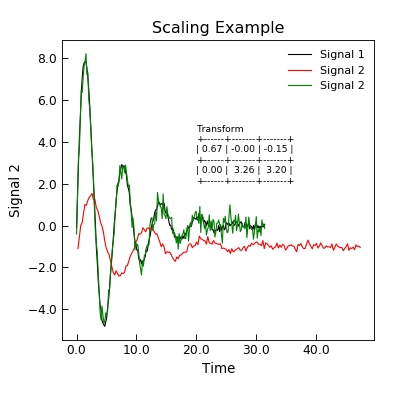 Scaling Example
Signal 1
Signal 2
Signal 2
Transform
+-------+---------+--------+
| 0.67 | -0.00 | -0.15 |
+-------+---------+--------+
| 0.00 |  3.26 |  3.20 |
+-------+---------+--------+
8.0
6.0
4.0
2.0
0.0
−2.0
−4.0
Signal 2
0.0 10.0 20.0 30.0 40.0
Time